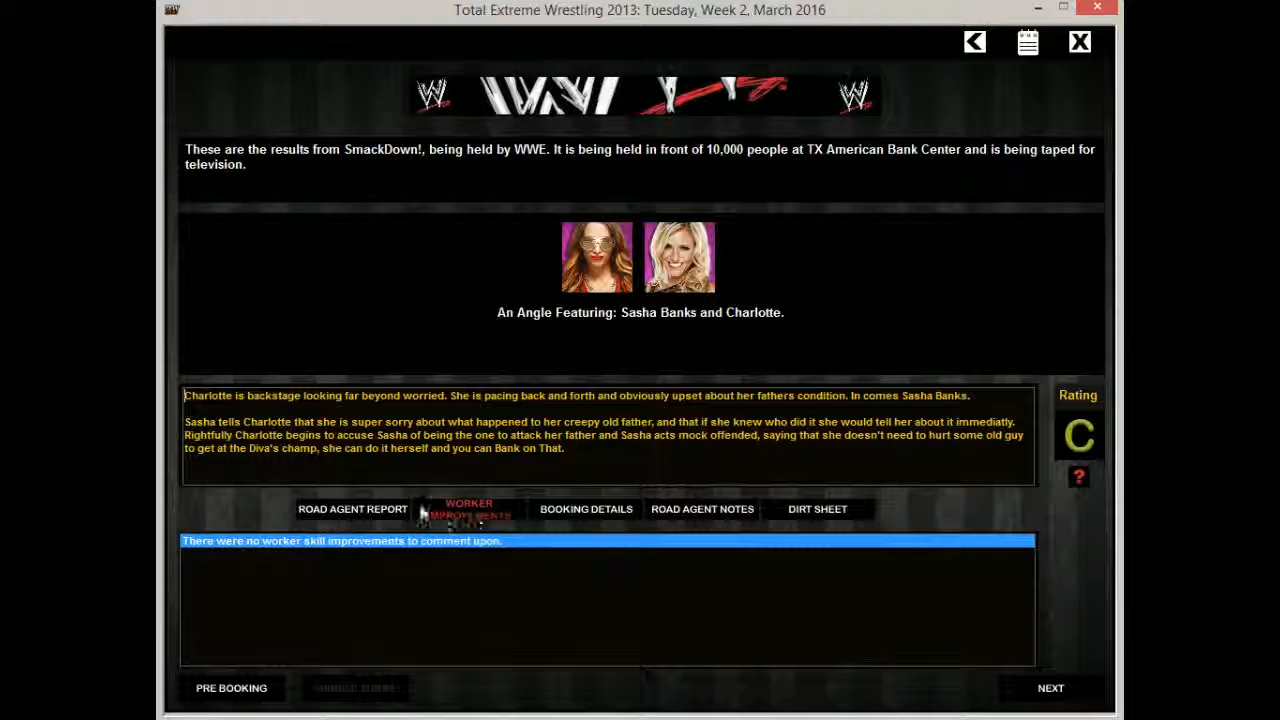 Total Extreme Wrestling 2013: Tuesday, Week 2, March 2016
These are the results from SmackDown!, being held by WWE. It is being held in front of 10,000 people at TX American Bank Center and is being taped for
television.
An Angle Featuring: Sasha Banks and Charlotte.
Charlotte is backstage looking far beyond worried. She is pacing back and forth and obviously upset about her fathers condition. In comes Sasha Banks.
Rating
Sasha tells Charlotte that she is super sorry about what happened to her creepy old father, and that if she knew who did it she would tell her about it immediatly.
Rightfully Charlotte begins to accuse Sasha of being the one to attack her father and Sasha acts mock offended, saying that she doesn't need to hurt some old guy
to get at the Diva's champ, she can do it herself and you can Bank on That.
C
?
ROAD AGENT REPORT
WORKER
IMPROVEMENTS
BOOKING DETAILS
ROAD AGENT NOTES
DIRT SHEET
There were no worker skill improvements to comment upon.
PRE BOOKING
NEXT